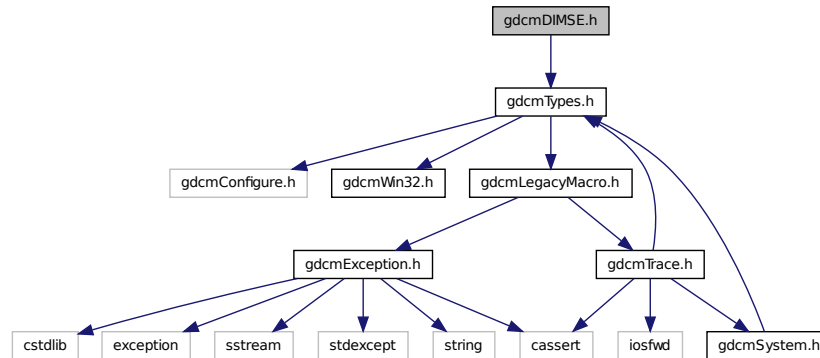 gdcmDIMSE.h
gdcmTypes.h
gdcmConfigure.h
gdcmWin32.h
gdcmLegacyMacro.h
gdcmException.h
gdcmTrace.h
cstdlib
exception
sstream
stdexcept
string
cassert
iosfwd
gdcmSystem.h